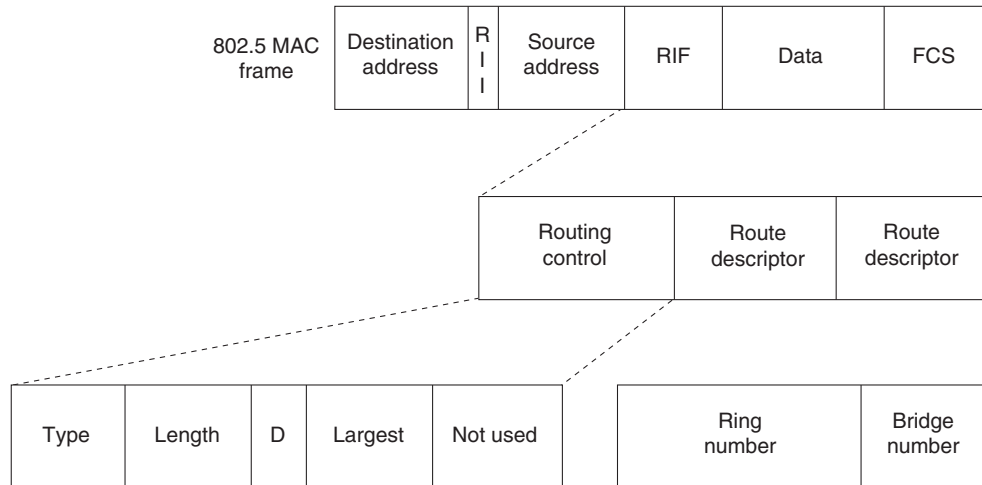 802.5 MAC
frame
Destination
address
R
I
I
Source
address
RIF
Data
FCS
Routing
control
Route
descriptor
Route
descriptor
Type
Length
D
Largest
Not used
Ring
number
Bridge
number